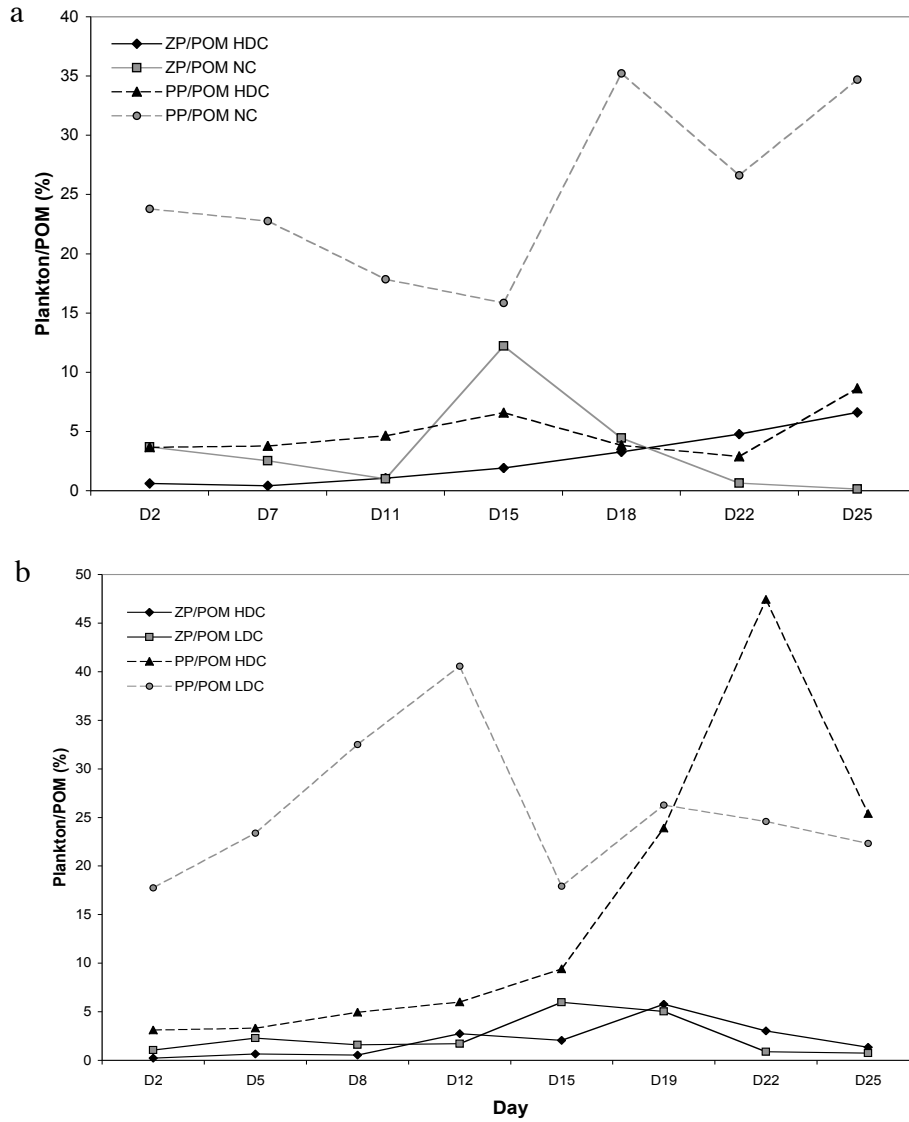 a
40
35
30
25
20
15
10
5
0
Plankton/POM (%)
ZP/POM HDC
ZP/POM NC
PP/POM HDC
PP/POM NC
D2 D7 D11 D15 D18 D22 D25
b
50
45
40
35
30
25
20
15
10
5
0
Plankton/POM (%)
ZP/POM HDC
ZP/POM LDC
PP/POM HDC
PP/POM LDC
D2 D5 D8 D12 D15 D19 D22 D25
Day